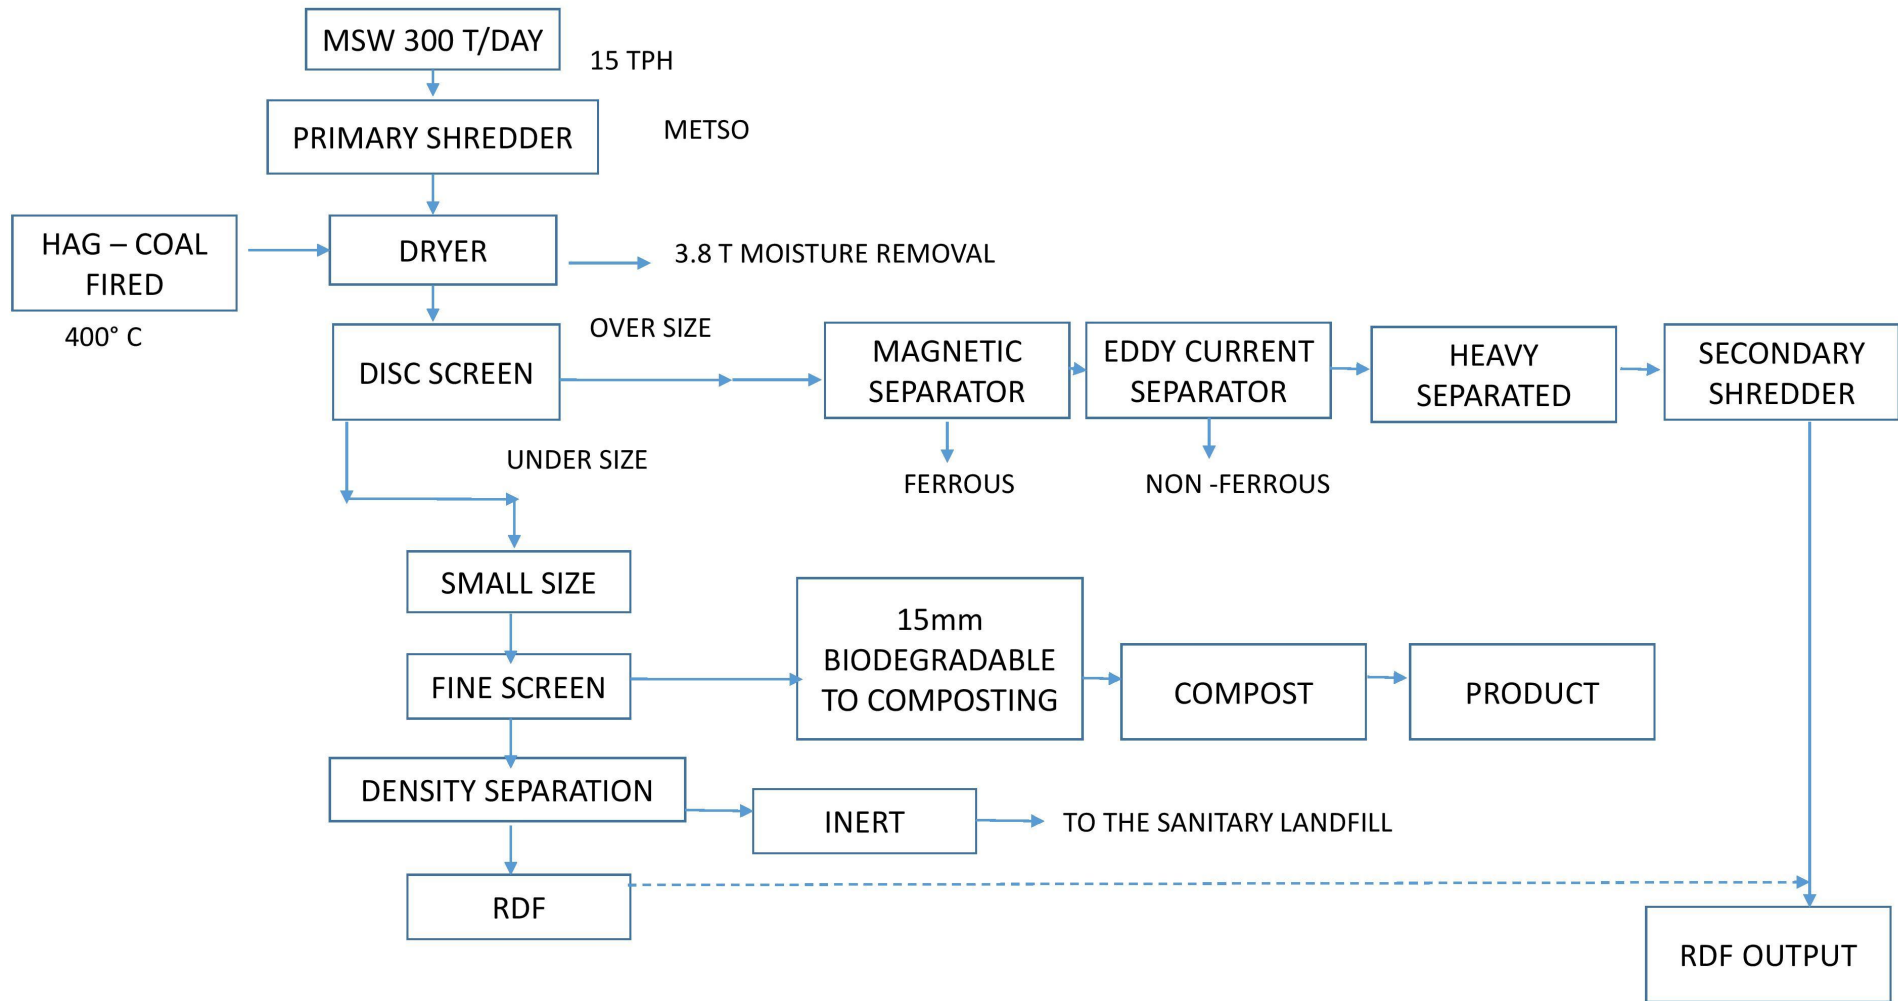 MSW 300 T/DAY
15 TPH
PRIMARY SHREDDER
METSO
HAG – COAL
FIRED
400° C
DRYER
3.8 T MOISTURE REMOVAL
DISC SCREEN
OVER SIZE
MAGNETIC
SEPARATOR
EDDY CURRENT
SEPARATOR
HEAVY
SEPARATED
SECONDARY
SHREDDER
UNDER SIZE
FERROUS
NON -FERROUS
SMALL SIZE
FINE SCREEN
15mm
BIODEGRADABLE
TO COMPOSTING
COMPOST
PRODUCT
DENSITY SEPARATION
INERT
TO THE SANITARY LANDFILL
RDF
RDF OUTPUT